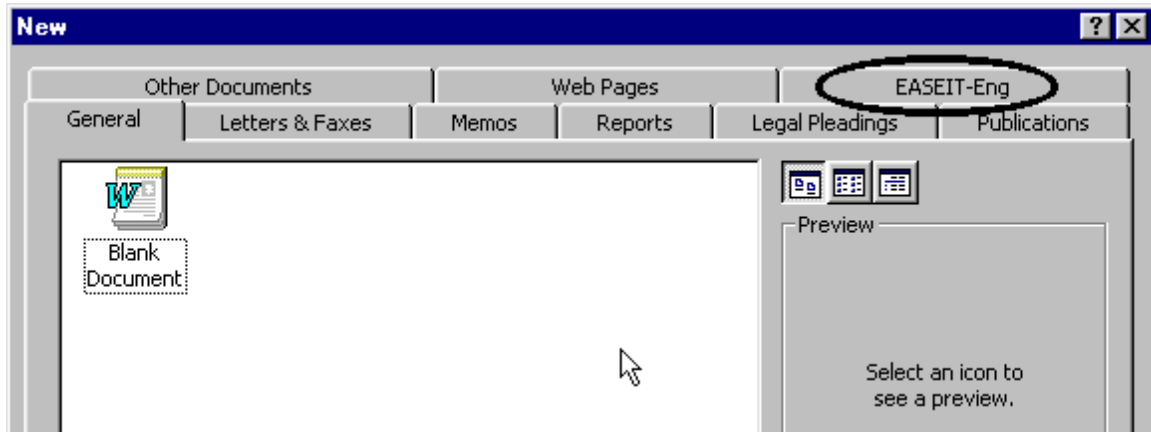 New
Other Documents Web Pages EASEIT-Eng
General Letters & Faxes Memos Reports Legal Pleadings Publications
Blank
Document
Preview
Select an icon to
see a preview.